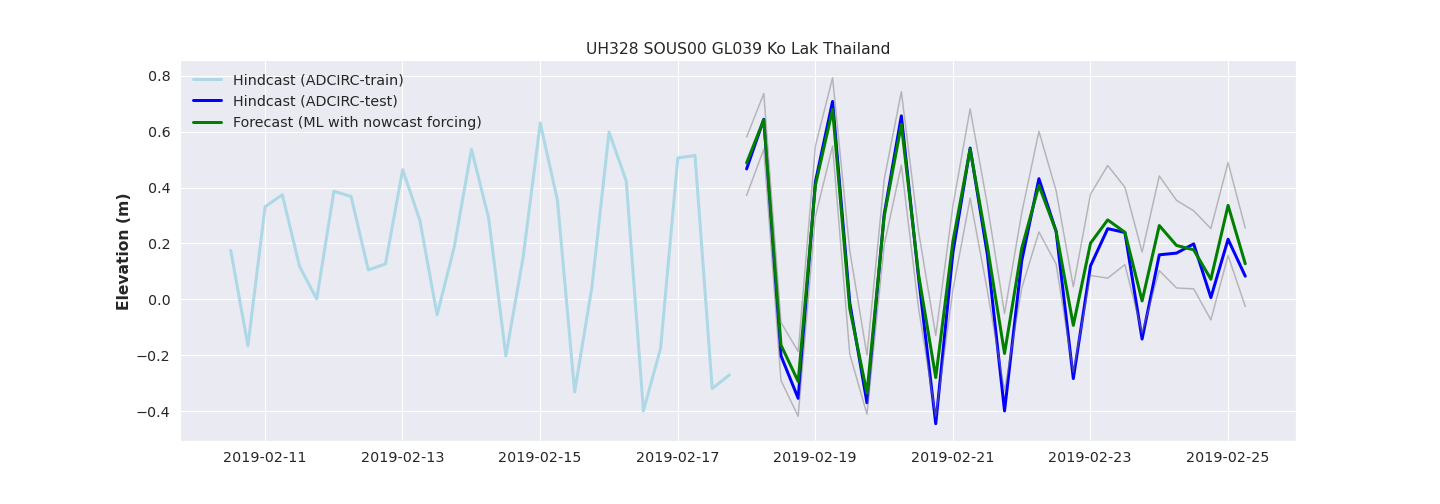 UH328 SOUS00 GL039 Ko Lak Thailand
Hindcast (ADCIRC-train)
Hindcast (ADCIRC-test)
Forecast (ML with nowcast forcing)
Elevation (m)
0.8
0.6
0.4
0.2
0.0
−0.2
−0.4
2019-02-11 2019-02-13 2019-02-15 2019-02-17 2019-02-19 2019-02-21 2019-02-23 2019-02-25